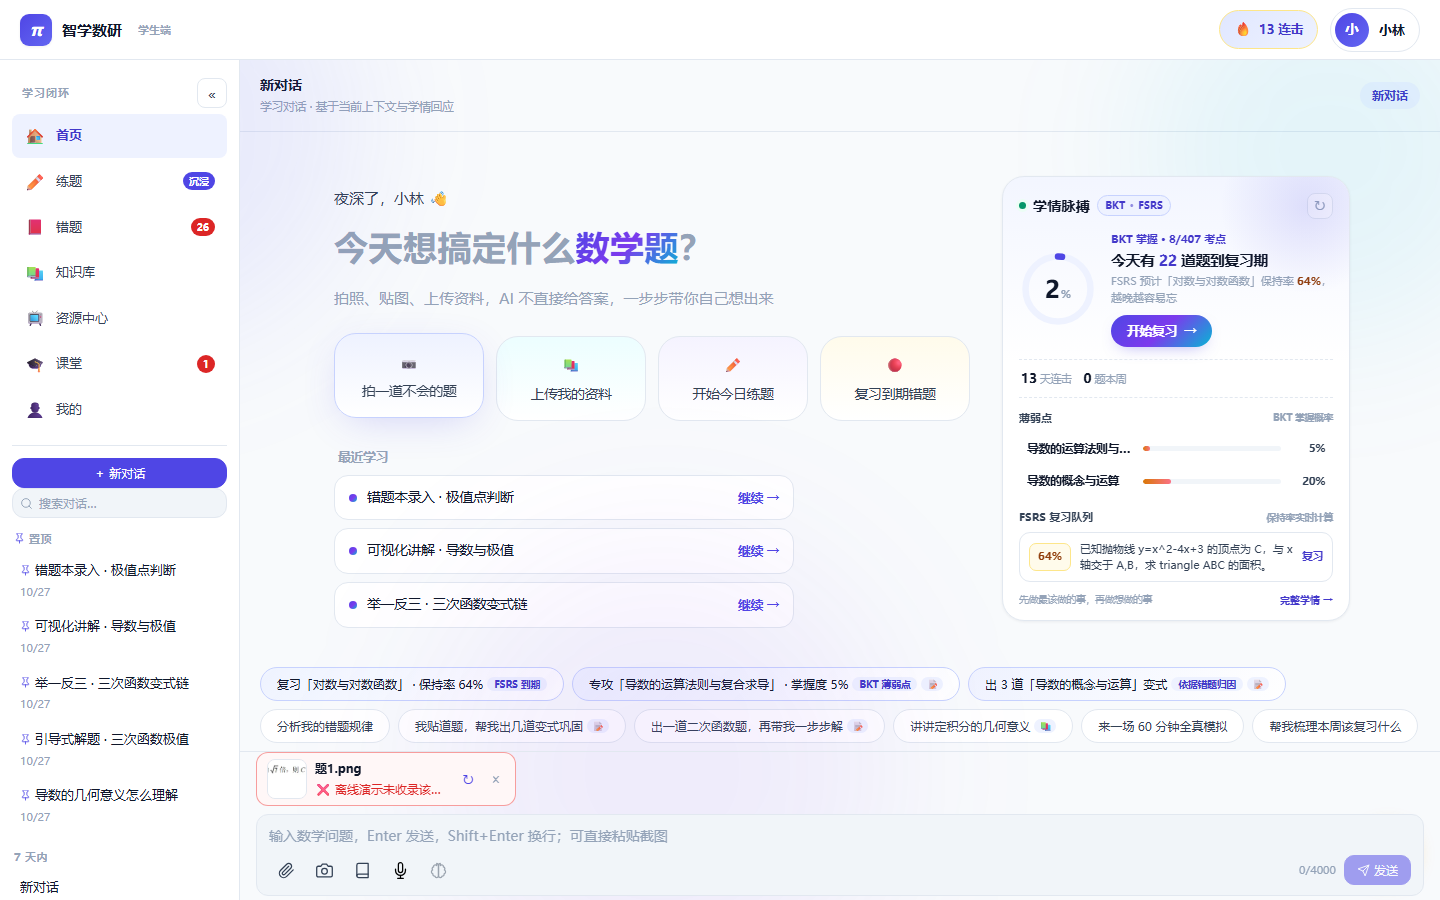 π 智学数研 学生端
13 连击
小 小林
学习闭环 «
首页
练题 沉浸
错题 26
知识库
资源中心
课堂 1
我的
+ 新对话
搜索对话...
置顶
错题本录入 · 极值点判断
10/27
可视化讲解 · 导数与极值
10/27
举一反三 · 三次函数变式链
10/27
引导式解题 · 三次函数极值
10/27
导数的几何意义怎么理解
10/27
7 天内
新对话
新对话
学习对话 · 基于当前上下文与学情回应
新对话
夜深了，小林
今天想搞定什么数学题？
拍照、贴图、上传资料，AI 不直接给答案，一步步带你自己想出来
拍一道不会的题
上传我的资料
开始今日练题
复习到期错题
最近学习
错题本录入 · 极值点判断 继续 →
可视化讲解 · 导数与极值 继续 →
举一反三 · 三次函数变式链 继续 →
学情脉搏 BKT • FSRS ↻
2%
BKT 掌握 • 8/407 考点
今天有 22 道题到复习期
FSRS 预计「对数与对数函数」保持率 64%，
越晚越容易忘
开始复习 →
13 天连击 0 题本周
薄弱点 BKT 掌握概率
导数的运算法则与... 5%
导数的概念与运算 20%
FSRS 复习队列 保持率实时计算
64% 已知抛物线 y=x^2-4x+3 的顶点为 C，与 x
轴交于 A,B，求 triangle ABC 的面积。 复习
先做最该做的事，再做想做的事 完整学情 →
复习「对数与对数函数」 · 保持率 64% FSRS 到期
专攻「导数的运算法则与复合求导」 · 掌握度 5% BKT 薄弱点
出 3 道「导数的概念与运算」变式 依据错题归因
分析我的错题规律
我贴道题，帮我出几道变式巩固
出一道二次函数题，再带我一步步解
讲讲定积分的几何意义
来一场 60 分钟全真模拟
帮我梳理本周该复习什么
题1.png
❌ 离线演示未收录该... ↻ ×
输入数学问题，Enter 发送，Shift+Enter 换行；可直接粘贴截图
0/4000 发送